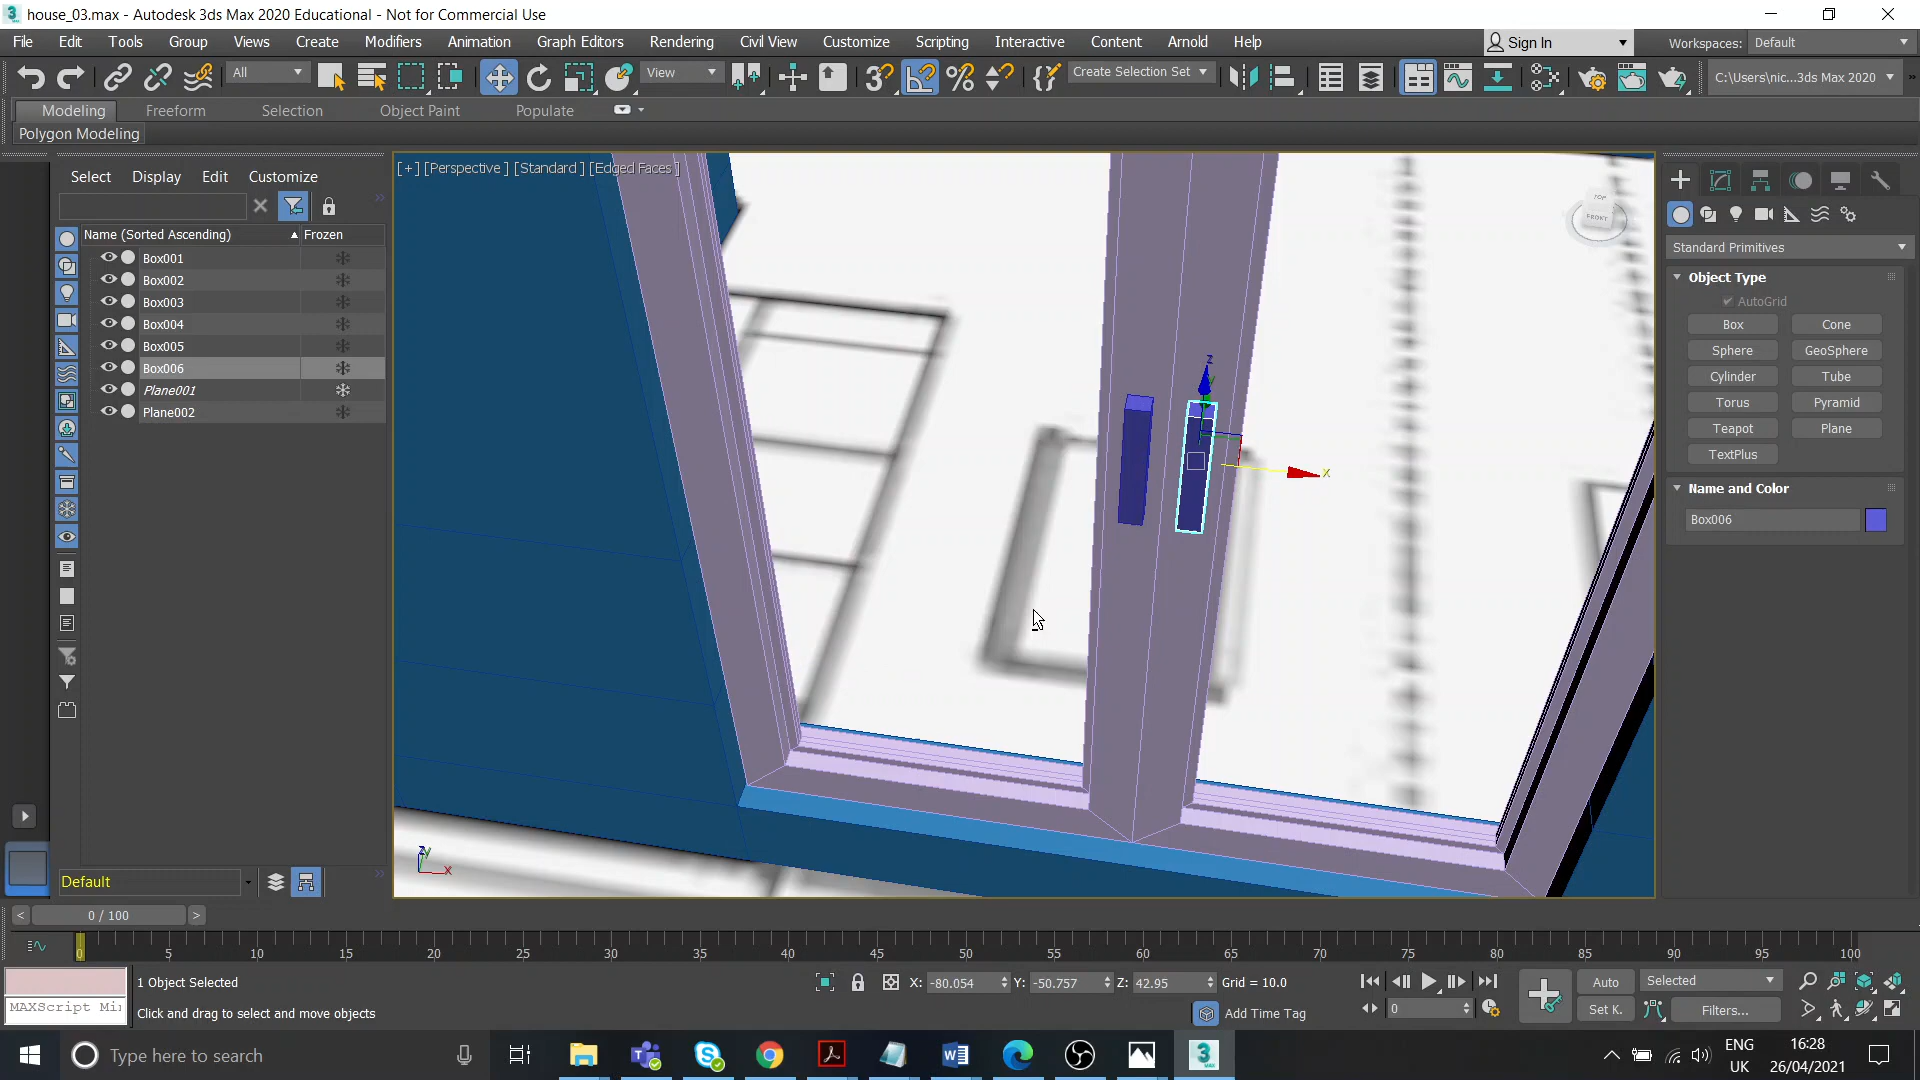 house_03.max - Autodesk 3ds Max 2020 Educational - Not for Commercial Use
File Edit Tools Group Views Create Modifiers Animation Graph Editors Rendering Civil View Customize Scripting Interactive Content Arnold Help
Sign In
Workspaces: Default
All
View
Create Selection Set
C:\Users\nic...3ds Max 2020
Modeling Freeform Selection Object Paint Populate
Polygon Modeling
Select Display Edit Customize
Name (Sorted Ascending) Frozen
Box001
Box002
Box003
Box004
Box005
Box006
Plane001
Plane002
Default
[+] [Perspective ] [Standard ] [Edged Faces ]
TOP
FRONT
z
x
z y
x
Standard Primitives
Object Type
AutoGrid
Box Cone
Sphere GeoSphere
Cylinder Tube
Torus Pyramid
Teapot Plane
TextPlus
Name and Color
Box006
< 0 / 100 >
0 5 10 15 20 25 30 35 40 45 50 55 60 65 70 75 80 85 90 95 100
MAXScript Mi
1 Object Selected
Click and drag to select and move objects
X: -80.054 Y: -50.757 Z: 42.95 Grid = 10.0
Add Time Tag
0
Auto Selected
Set K. Filters...
Type here to search
ENG
UK
16:28
26/04/2021